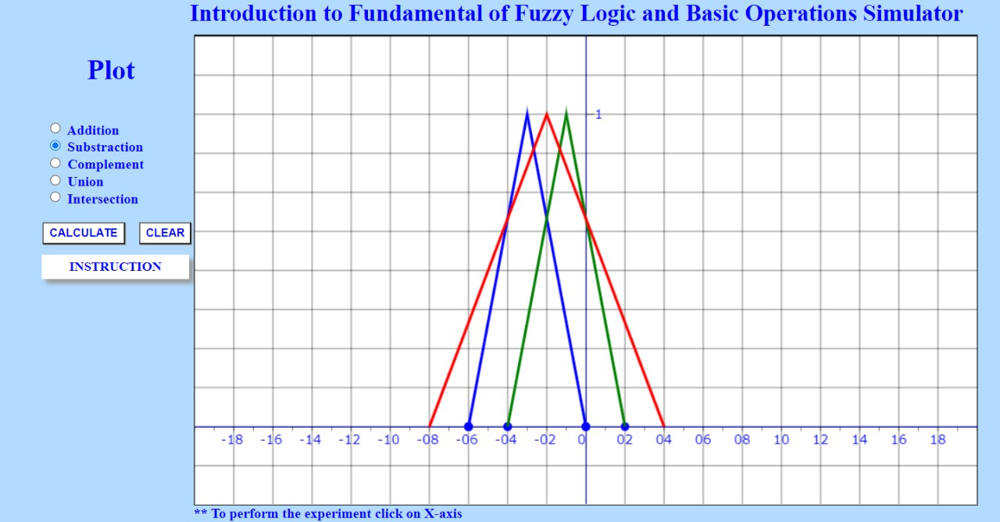 Introduction to Fundamental of Fuzzy Logic and Basic Operations Simulator
Plot
Addition
Substraction
Complement
Union
Intersection
CALCULATE CLEAR
INSTRUCTION
1
-18 -16 -14 -12 -10 -08 -06 -04 -02 0 02 04 06 08 10 12 14 16 18
** To perform the experiment click on X-axis